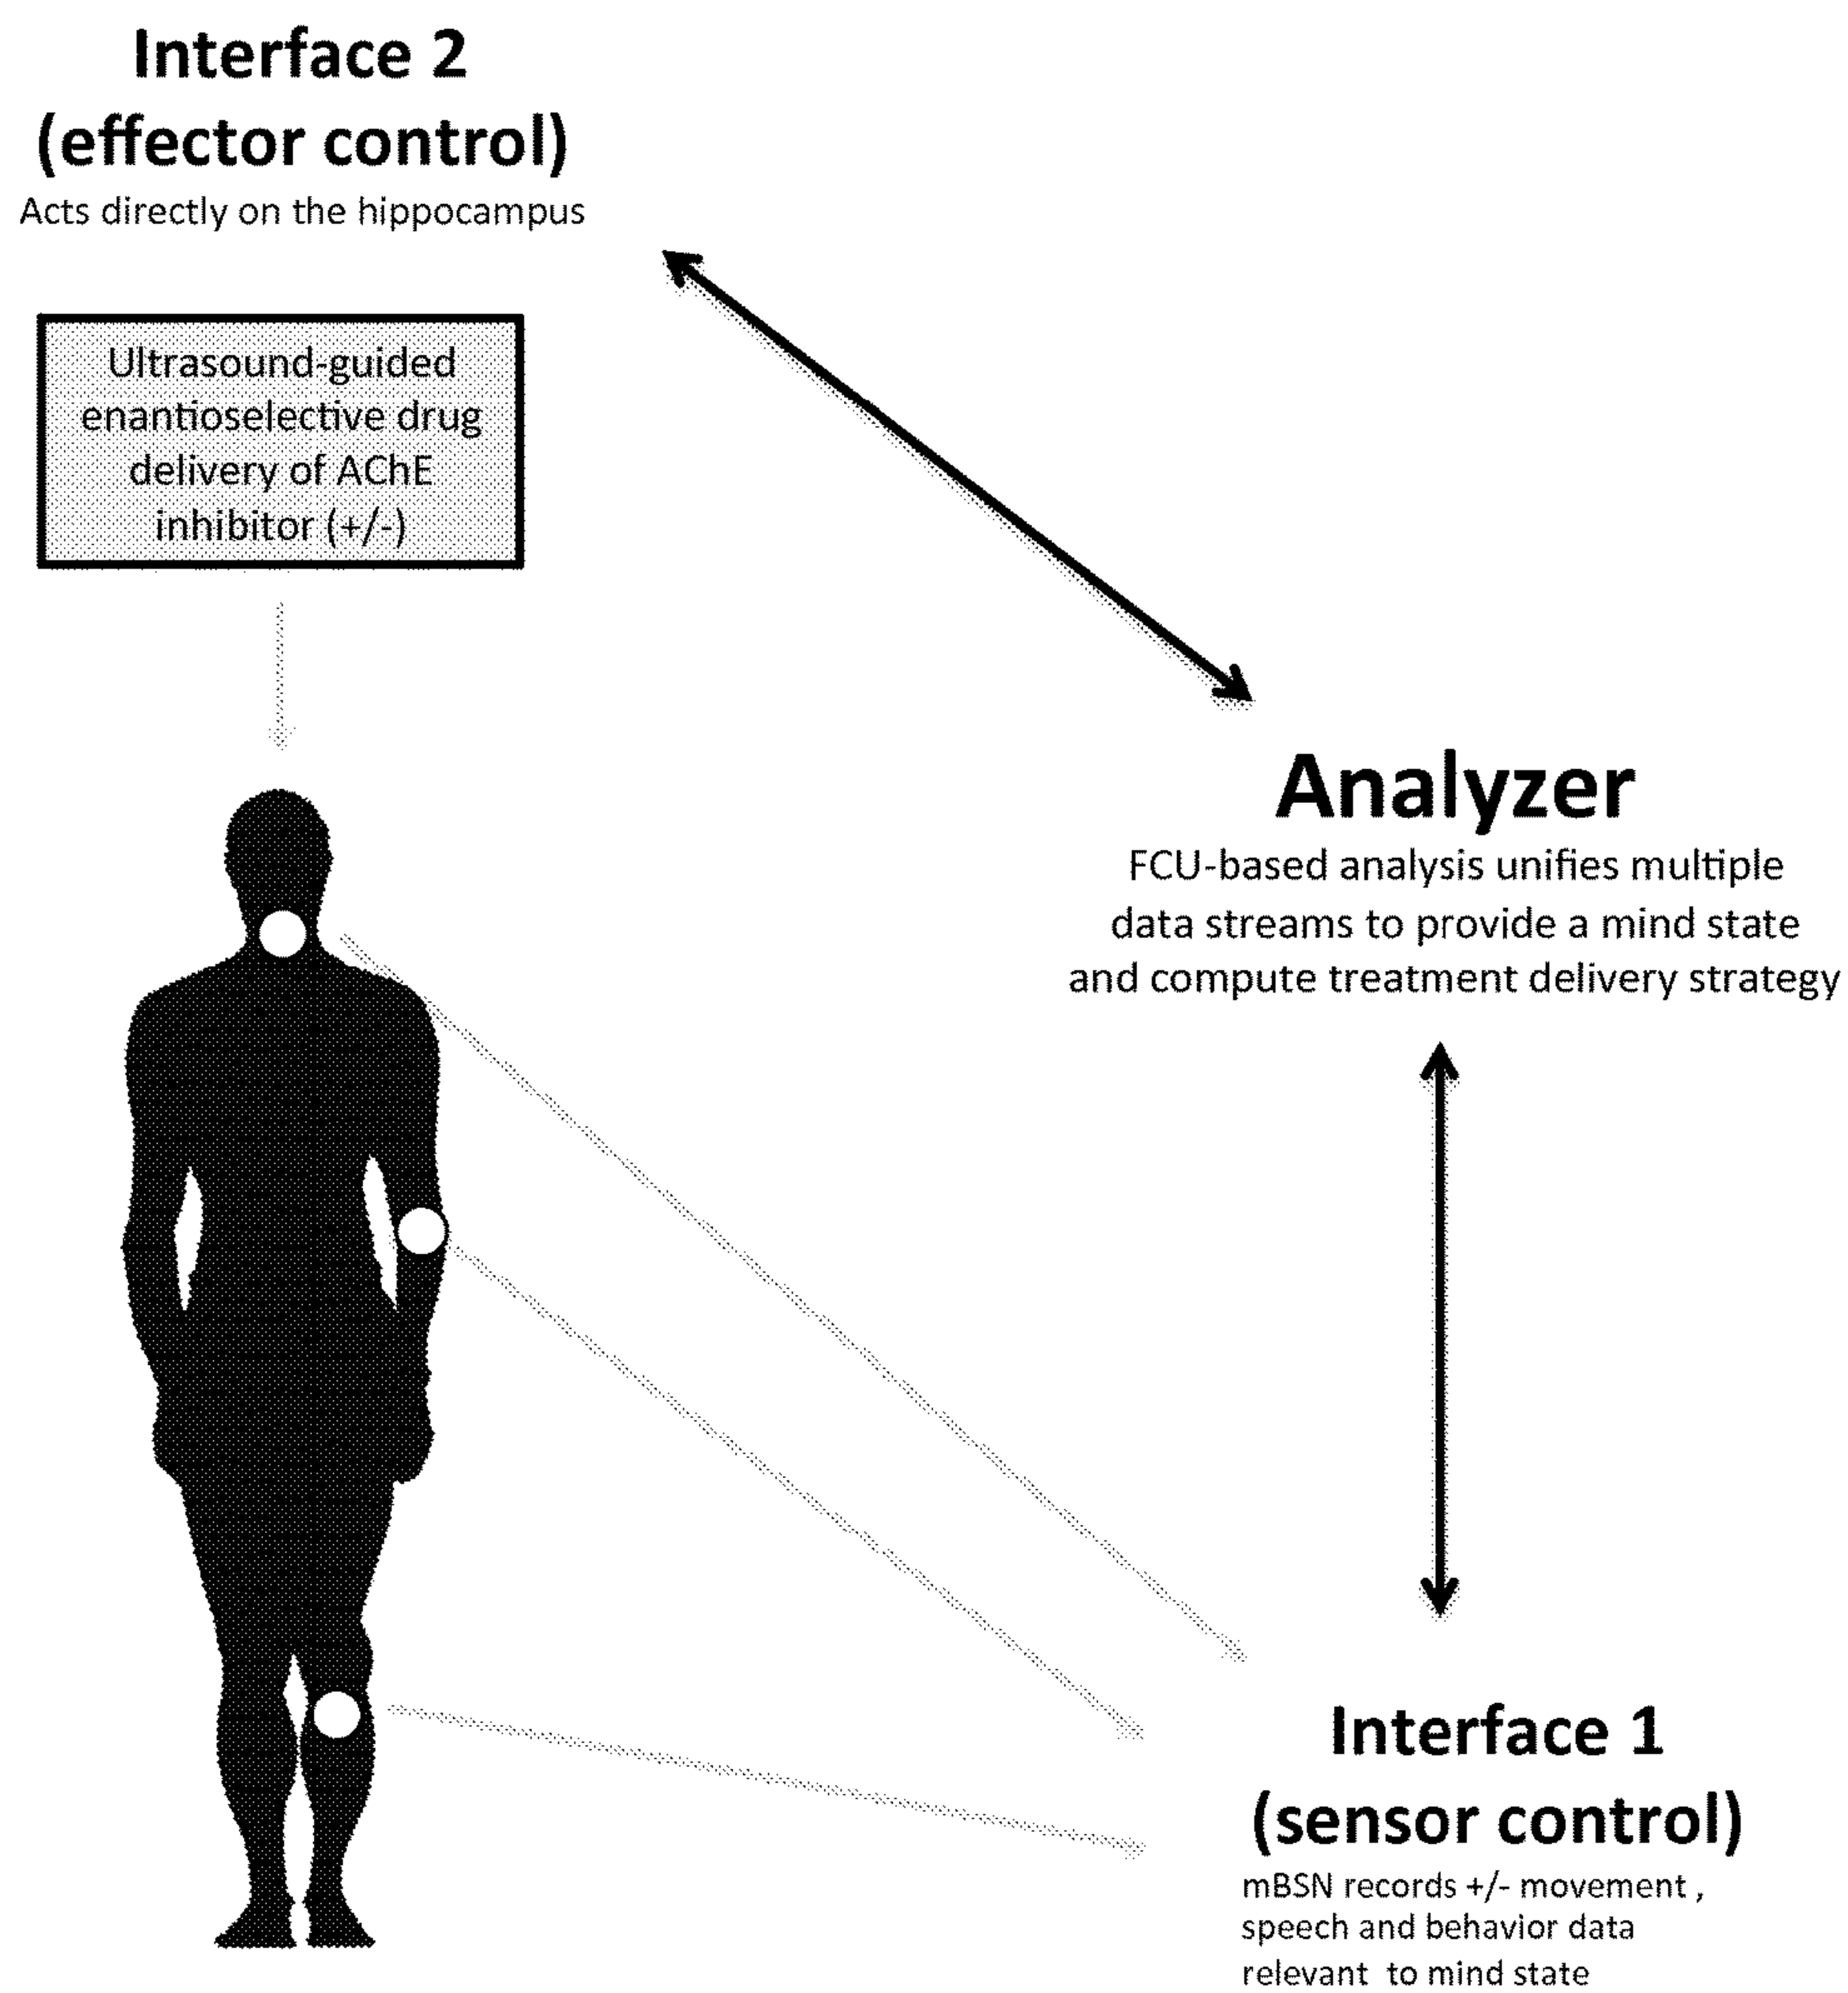 Interface 2
(effector control)
Acts directly on the hippocampus
Ultrasound-guided
enantioselective drug
delivery of AChE
inhibitor (+/-)
Analyzer
FCU-based analysis unifies multiple
data streams to provide a mind state
and compute treatment delivery strategy
Interface 1
(sensor control)
mBSN records +/- movement ,
speech and behavior data
relevant to mind state